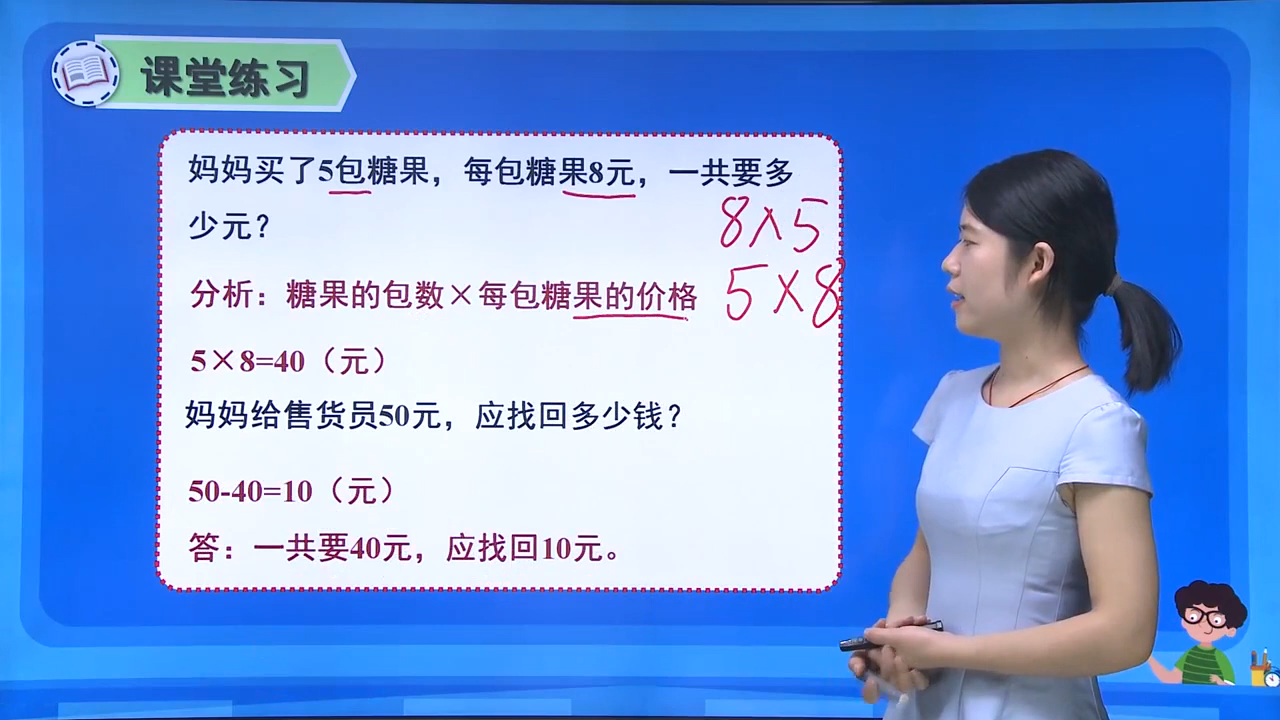 课堂练习
妈妈买了5包糖果，每包糖果8元，一共要多
少元？
8×5
分析：糖果的包数×每包糖果的价格
5×8
5×8=40（元）
妈妈给售货员50元，应找回多少钱？
50-40=10（元）
答：一共要40元，应找回10元。